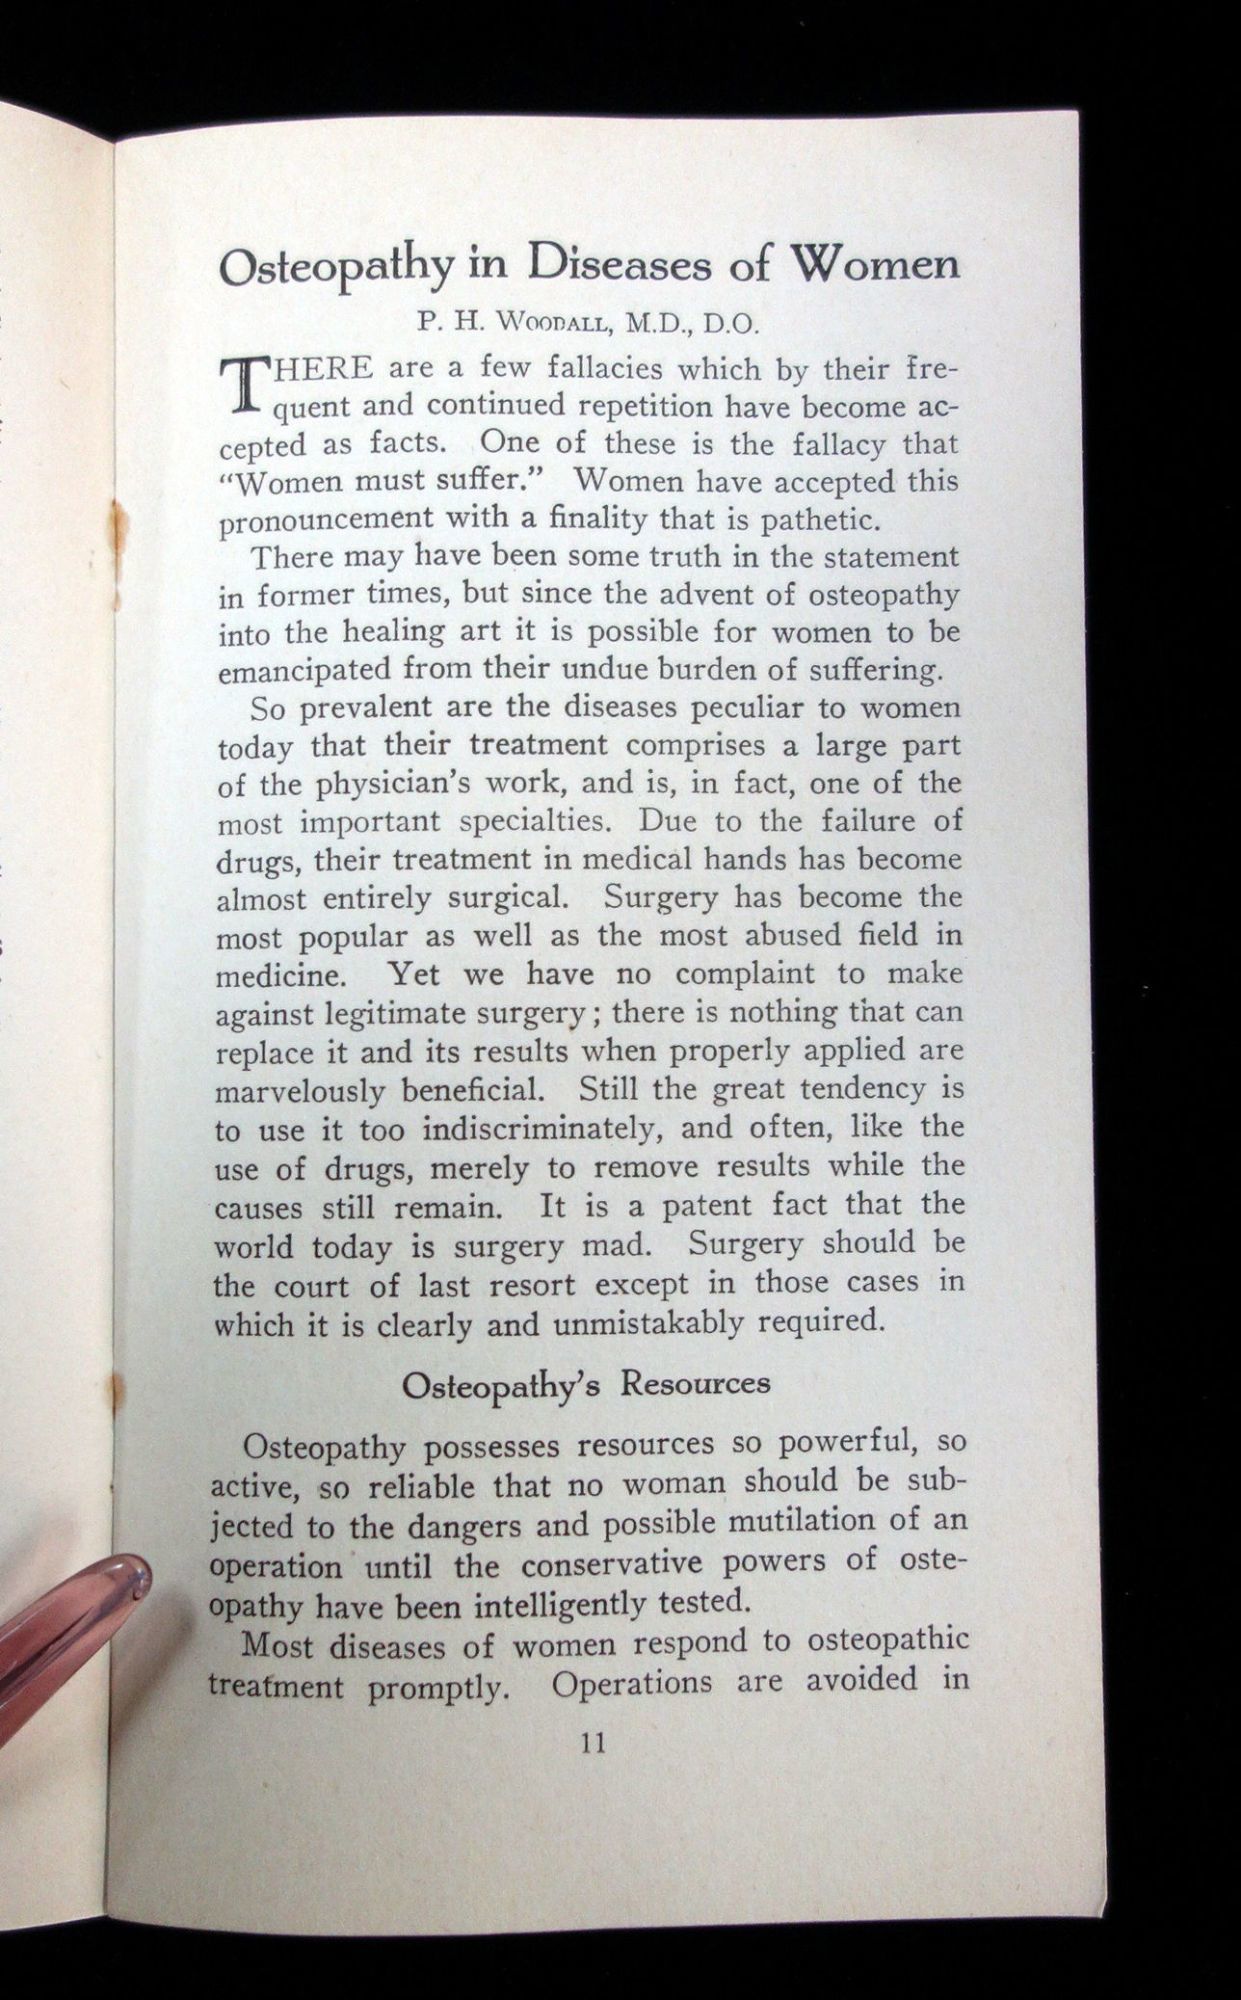 Osteopathy in Diseases of Women
P. H. Woodall, M.D., D.O.
THERE are a few fallacies which by their fre-
quent and continued repetition have become ac-
cepted as facts. One of these is the fallacy that
“Women must suffer.” Women have accepted this
pronouncement with a finality that is pathetic.
There may have been some truth in the statement
in former times, but since the advent of osteopathy
into the healing art it is possible for women to be
emancipated from their undue burden of suffering.
So prevalent are the diseases peculiar to women
today that their treatment comprises a large part
of the physician’s work, and is, in fact, one of the
most important specialties. Due to the failure of
drugs, their treatment in medical hands has become
almost entirely surgical. Surgery has become the
most popular as well as the most abused field in
medicine. Yet we have no complaint to make
against legitimate surgery; there is nothing that can
replace it and its results when properly applied are
marvelously beneficial. Still the great tendency is
to use it too indiscriminately, and often, like the
use of drugs, merely to remove results while the
causes still remain. It is a patent fact that the
world today is surgery mad. Surgery should be
the court of last resort except in those cases in
which it is clearly and unmistakably required.
Osteopathy’s Resources
Osteopathy possesses resources so powerful, so
active, so reliable that no woman should be sub-
jected to the dangers and possible mutilation of an
operation until the conservative powers of oste-
opathy have been intelligently tested.
Most diseases of women respond to osteopathic
treatment promptly. Operations are avoided in
11